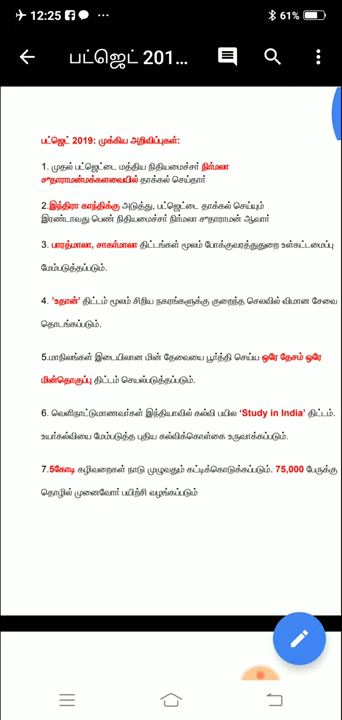 12:25
61%
பட்ஜெட் 201...
பட்ஜெட் 2019: முக்கிய அறிவிப்புகள்:
1. முதல் பட்ஜெட்டை மத்திய நிதியமைச்சர் நிர்மலா
சுதாராமன்மக்களவையில் தாக்கல் செய்தார்
2.இந்திரா காந்திக்கு அடுத்து, பட்ஜெட்டை தாக்கல் செய்யும்
இரண்டாவது பெண் நிதியமைச்சர் நிர்மலா சுதாராமன் ஆவார்
3. பாரத்மாலா, சாகர்மாலா திட்டங்கள் மூலம் போக்குவரத்துதுறை உள்கட்டமைப்பு
மேம்படுத்தப்படும்.
4. 'உதான்' திட்டம் மூலம் சிறிய நகரங்களுக்கு குறைந்த செலவில் விமான சேவை
தொடங்கப்படும்.
5.மாநிலங்கள் இடையிலான மின் தேவையை பூர்த்தி செய்ய ஒரே தேசம் ஒரே
மின்தொகுப்பு திட்டம் செயல்படுத்தப்படும்.
6. வெளிநாட்டுமாணவர்கள் இந்தியாவில் கல்வி பயில 'Study in India' திட்டம்.
உயர்கல்வியை மேம்படுத்த புதிய கல்விக்கொள்கை உருவாக்கப்படும்.
7.5கோடி கழிவறைகள் நாடு முழுவதும் கட்டிக்கொடுக்கப்படும். 75,000 பேருக்கு
தொழில் முனைவோர் பயிற்சி வழங்கப்படும்